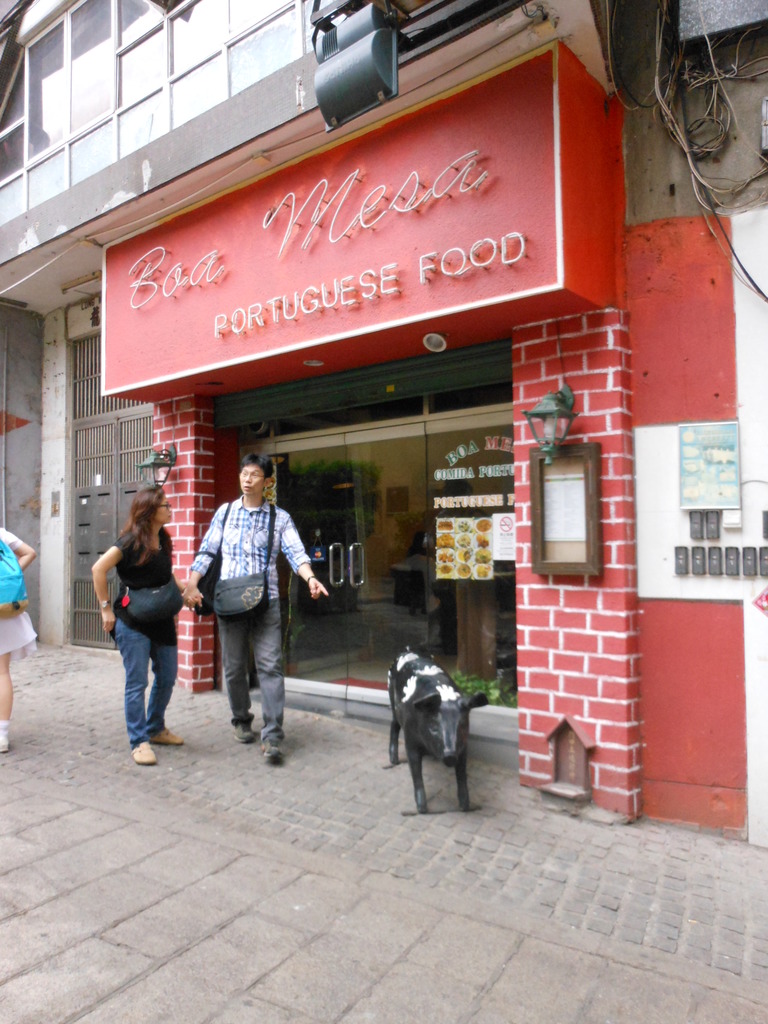 Boa Mesa
PORTUGUESE FOOD
BOA ME
COMIDA PORTU
PORTUGUESE F